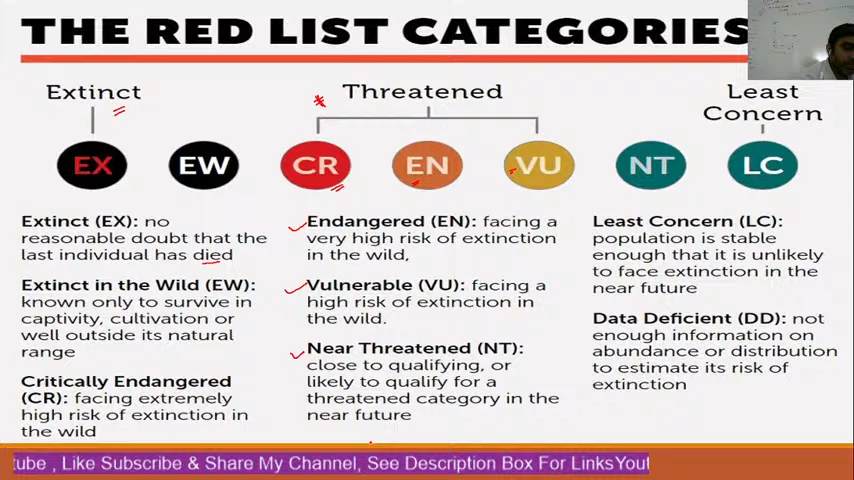 THE RED LIST CATEGORIES
Extinct
Threatened
Least
Concern
EX
EW
CR
EN
VU
NT
LC
Extinct (EX): no
reasonable doubt that the
last individual has died
Extinct in the Wild (EW):
known only to survive in
captivity, cultivation or
well outside its natural
range
Critically Endangered
(CR): facing extremely
high risk of extinction in
the wild
Endangered (EN): facing a
very high risk of extinction
in the wild,
Vulnerable (VU): facing a
high risk of extinction in
the wild.
Near Threatened (NT):
close to qualifying, or
likely to qualify for a
threatened category in the
near future
Least Concern (LC):
population is stable
enough that it is unlikely
to face extinction in the
near future
Data Deficient (DD): not
enough information on
abundance or distribution
to estimate its risk of
extinction
tube , Like Subscribe & Share My Channel, See Description Box For LinksYout